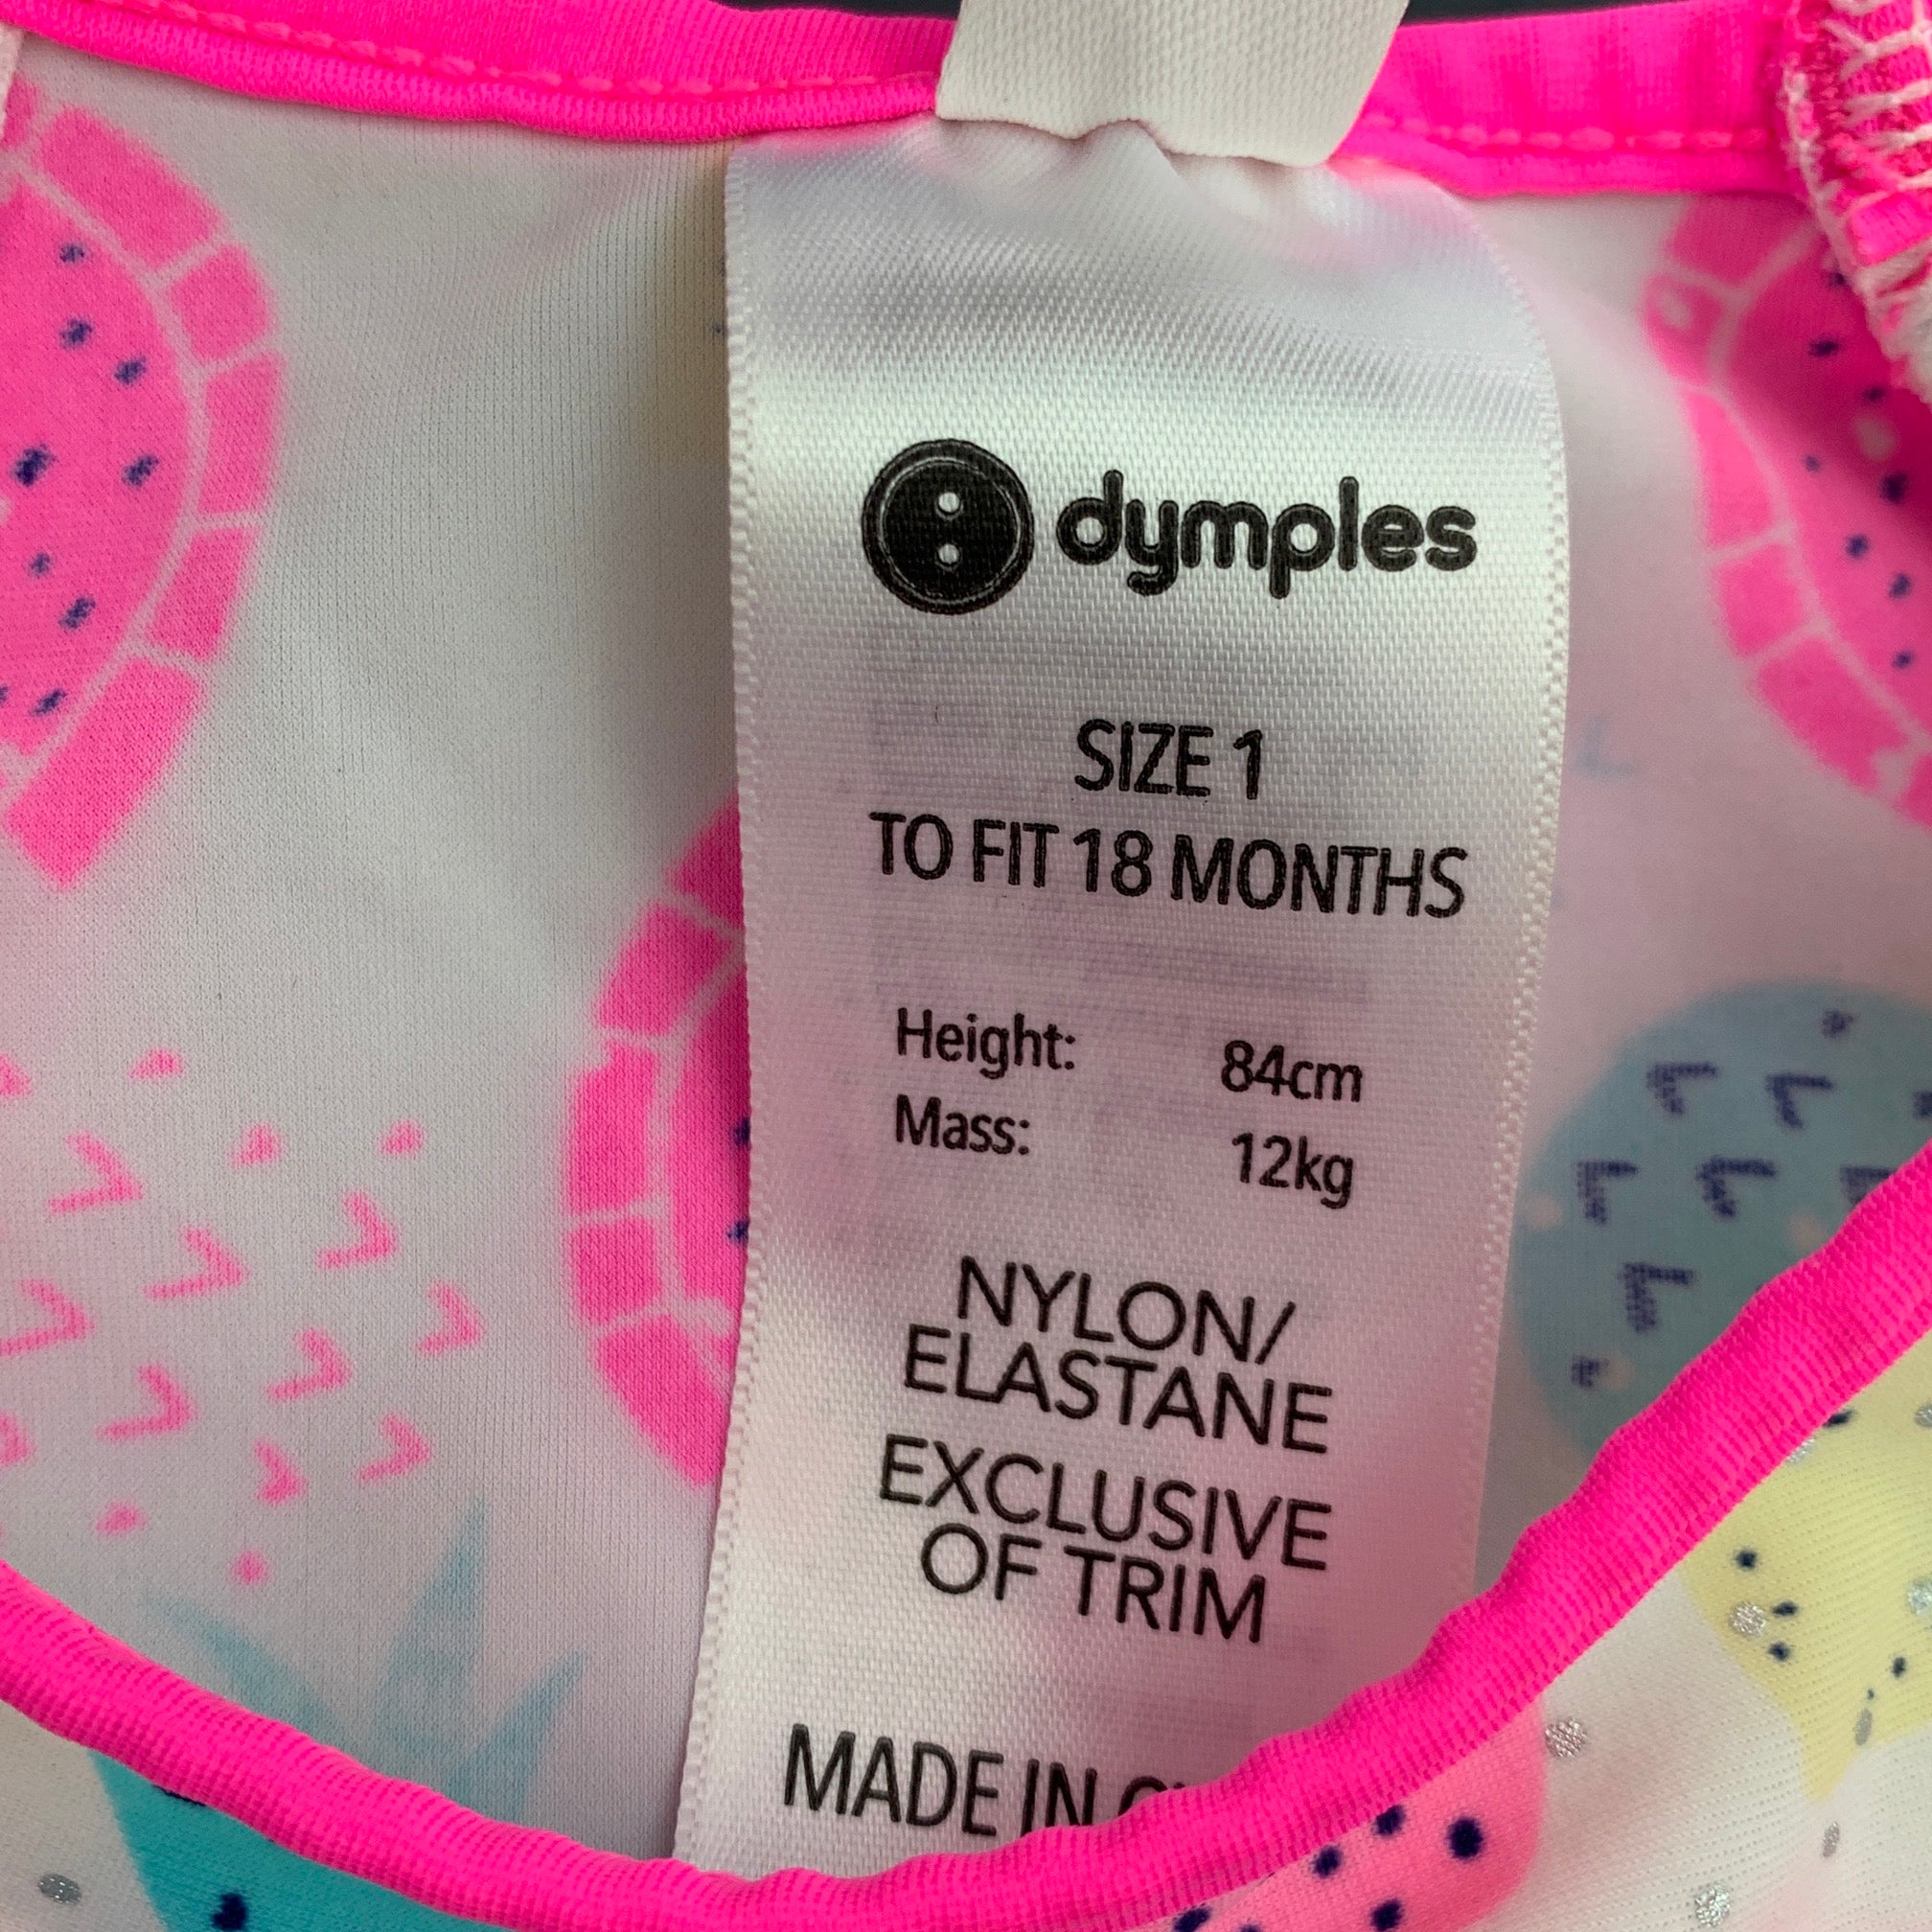 dymples
SIZE 1
TO FIT 18 MONTHS
Height: 84cm
Mass: 12kg
NYLON/
ELASTANE
EXCLUSIVE
OF TRIM
MADE IN